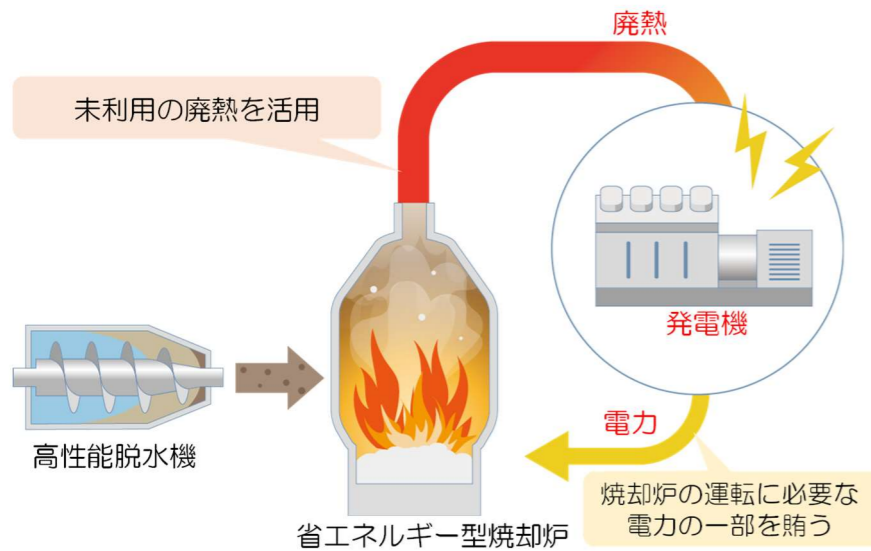 廃熱
未利用の廃熱を活用
発電機
高性能脱水機
電力
省エネルギー型焼却炉
焼却炉の運転に必要な
電力の一部を賄う